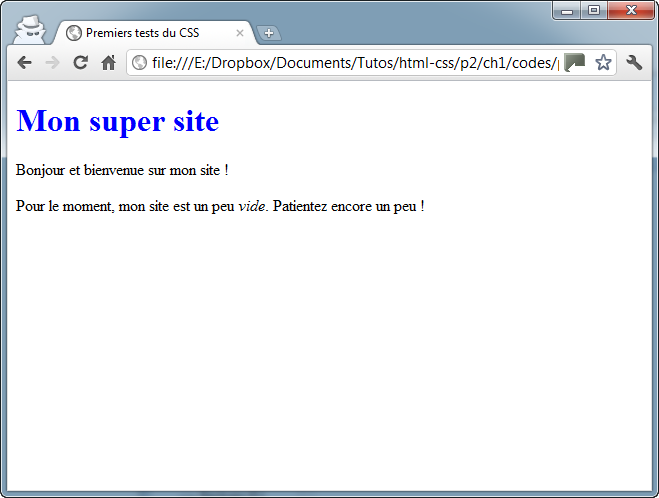 Premiers tests du CSS
file:///E:/Dropbox/Documents/Tutos/html-css/p2/ch1/codes/
Mon super site
Bonjour et bienvenue sur mon site !
Pour le moment, mon site est un peu vide. Patientez encore un peu !